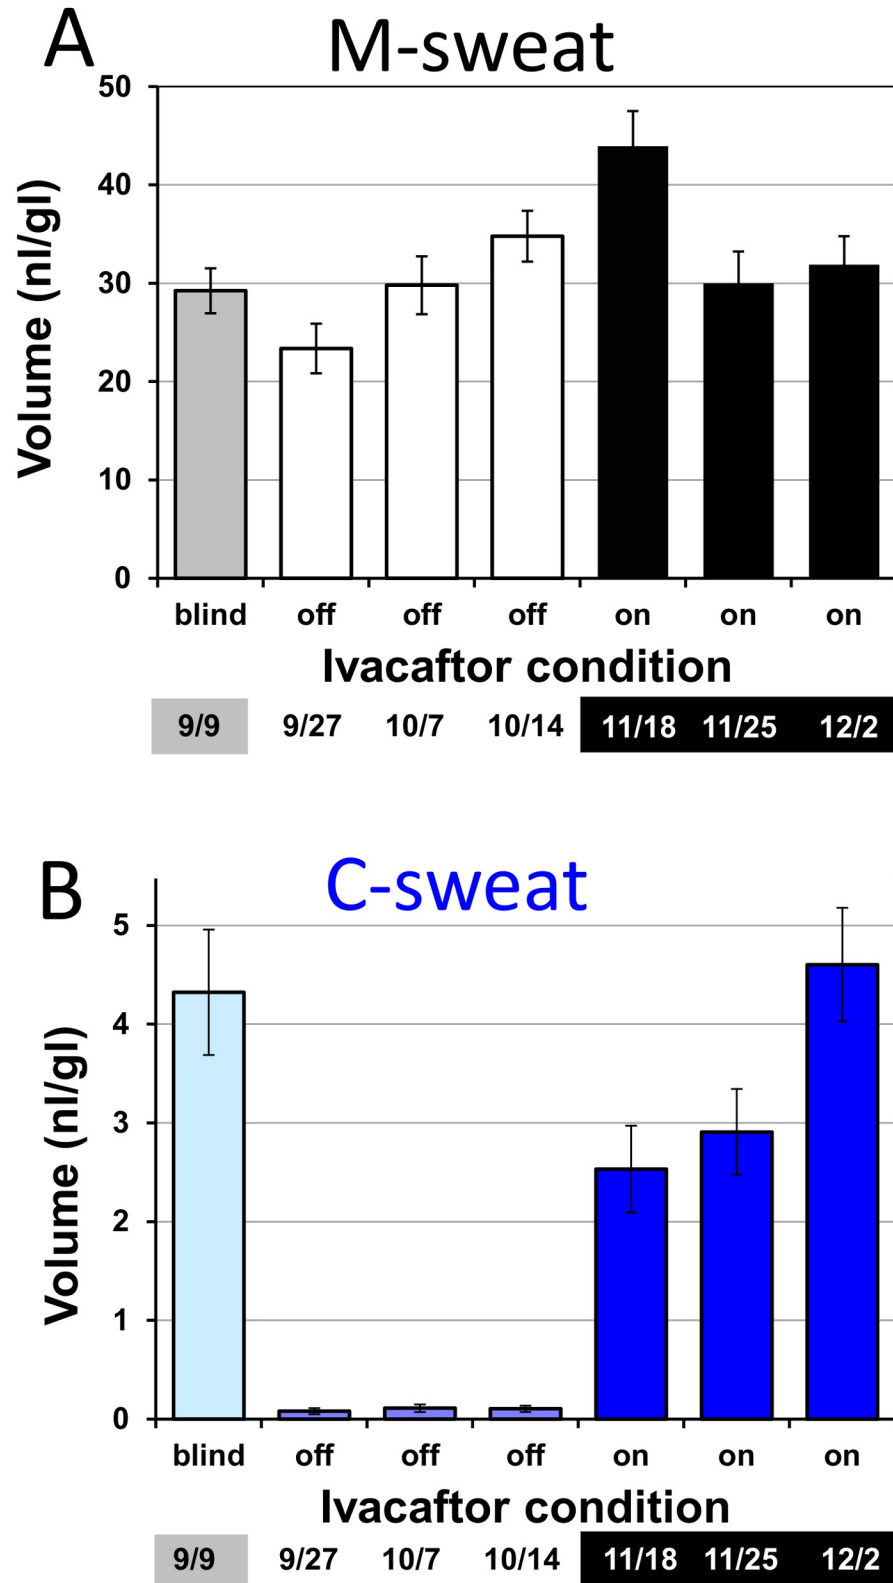 A M-sweat
Volume (nl/gl)
50
40
30
20
10
0
blind off off off on on on
Ivacaftor condition
9/9 9/27 10/7 10/14 11/18 11/25 12/2
B C-sweat
Volume (nl/gl)
5
4
3
2
1
0
blind off off off on on on
Ivacaftor condition
9/9 9/27 10/7 10/14 11/18 11/25 12/2